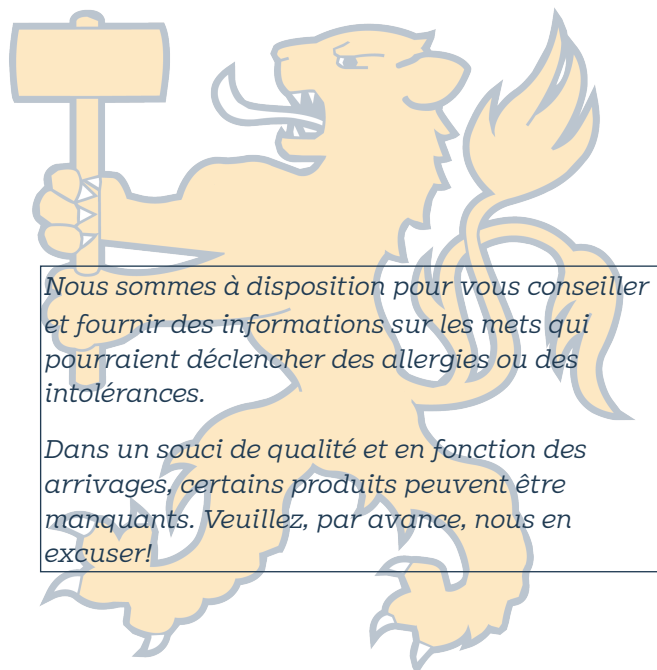 Nous sommes à disposition pour vous conseiller
et fournir des informations sur les mets qui
pourraient déclencher des allergies ou des
intolérances.
Dans un souci de qualité et en fonction des
arrivages, certains produits peuvent être
manquants. Veuillez, par avance, nous en
excuser!